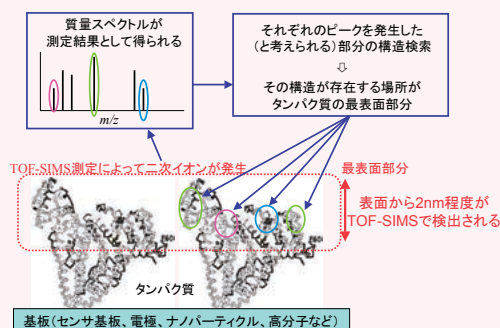 質量スペクトルが
測定結果として得られる
m/z
それぞれのピークを発生した
(と考えられる)部分の構造検索
⇩
その構造が存在する場所が
タンパク質の最表面部分
TOF-SIMS測定によって二次イオンが発生
最表面部分
表面から2nm程度が
TOF-SIMSで検出される
タンパク質
基板(センサ基板、電極、ナノパーティクル、高分子など)